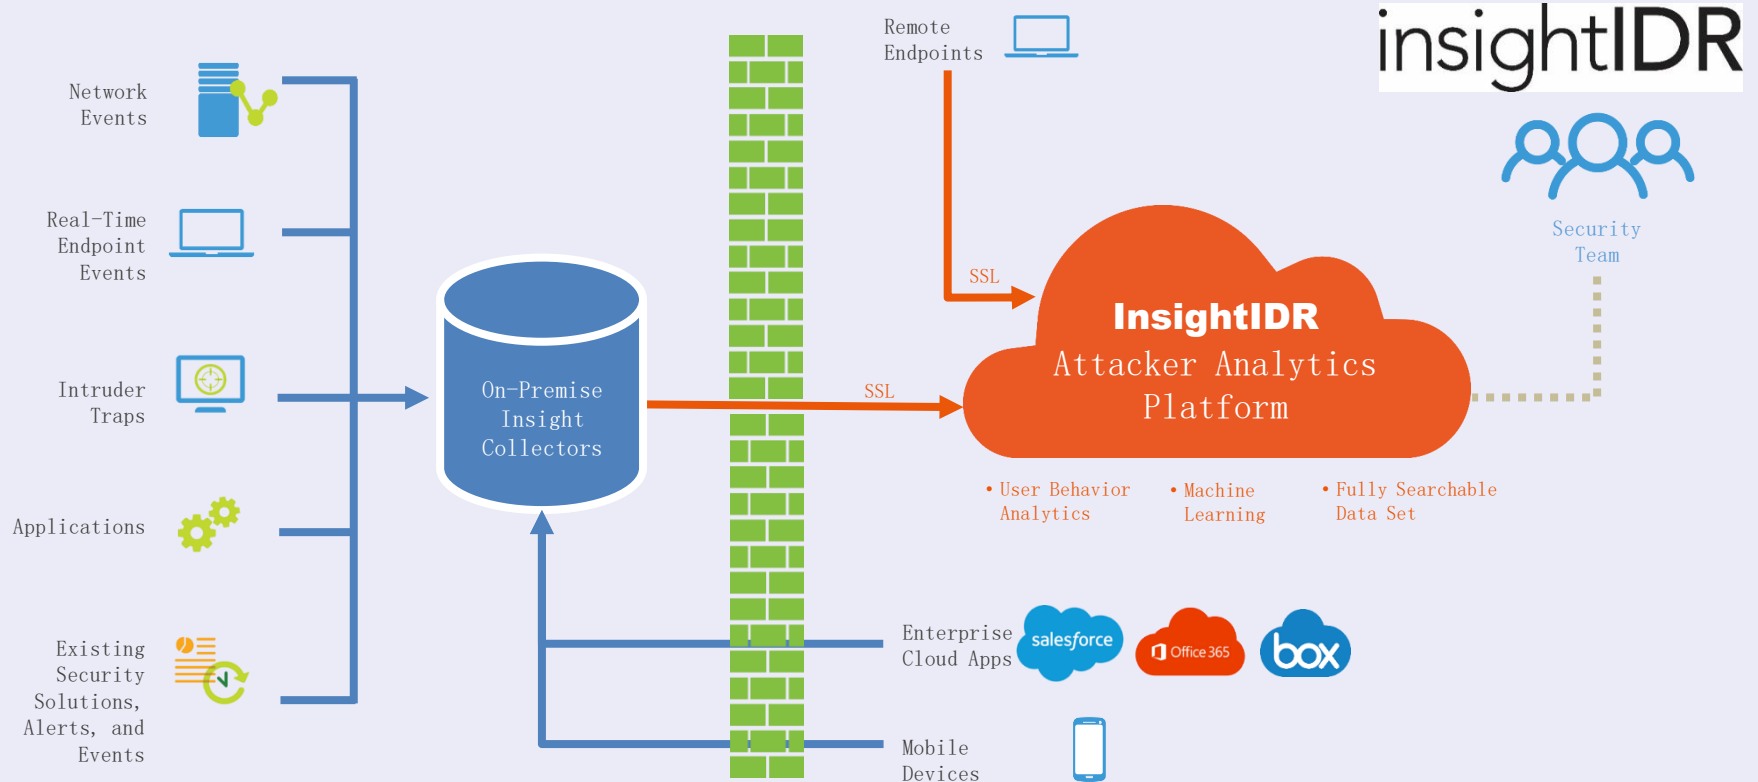 insightIDR
Remote
Endpoints
Network
Events
Real-Time
Endpoint
Events
Security
Team
SSL
InsightIDR
Attacker Analytics
Platform
Intruder
Traps
On-Premise
Insight
Collectors
SSL
• User Behavior
Analytics
• Machine
Learning
• Fully Searchable
Data Set
Applications
Existing
Security
Solutions,
Alerts, and
Events
Enterprise
Cloud Apps
salesforce
Office 365
box
Mobile
Devices